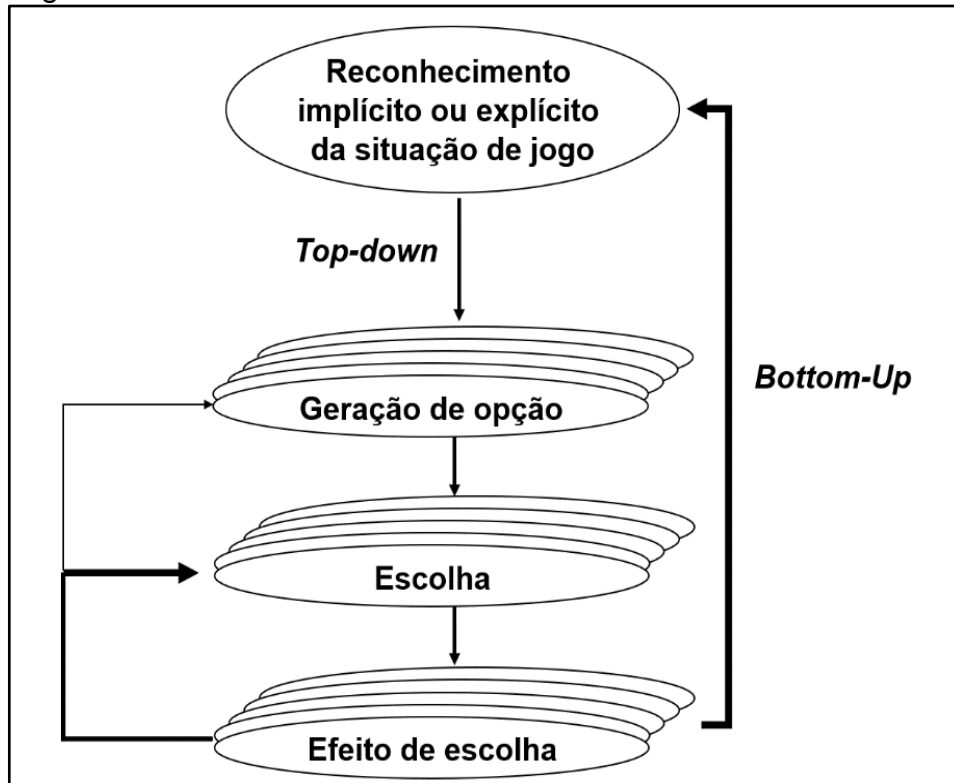 Reconhecimento
implícito ou explícito
da situação de jogo
Top-down
Bottom-Up
Geração de opção
Escolha
Efeito de escolha